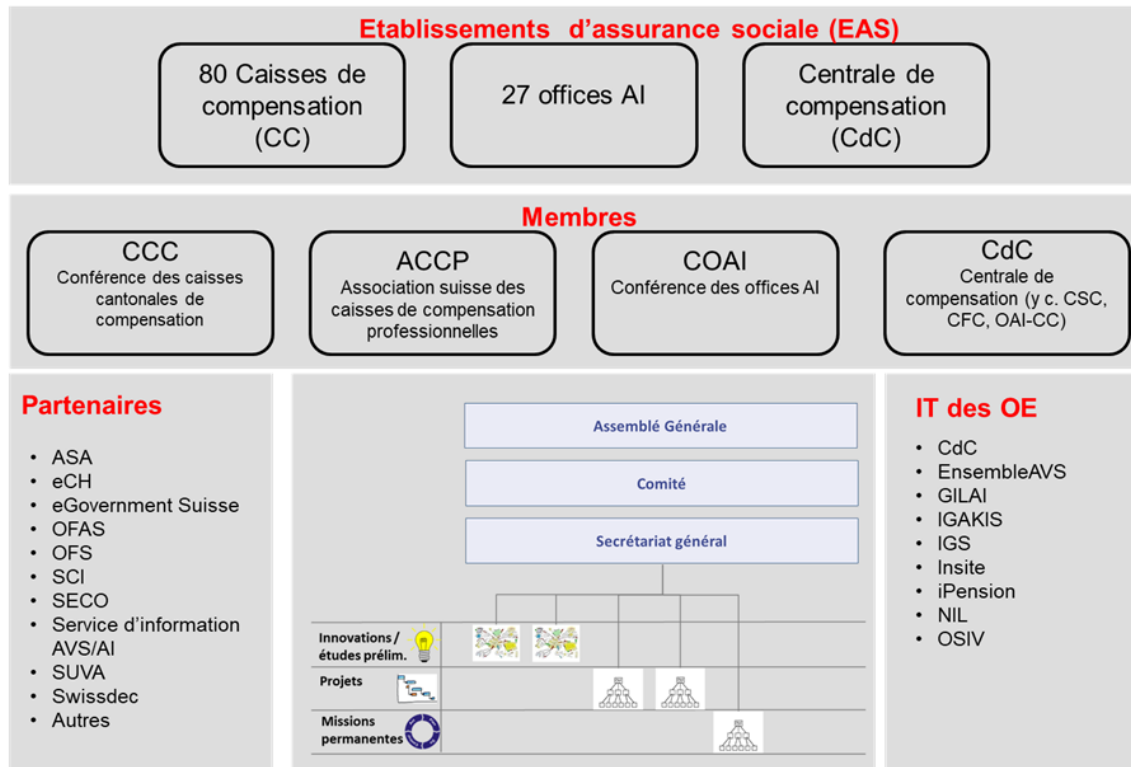 Etablissements d'assurance sociale (EAS)
80 Caisses de
compensation
(CC)
27 offices AI
Centrale de
compensation
(CdC)
Membres
CCC
Conférence des caisses
cantonales de
compensation
ACCP
Association suisse des
caisses de compensation
professionnelles
COAI
Conférence des offices AI
CdC
Centrale de
compensation (y c. CSC,
CFC, OAI-CC)
Partenaires
• ASA
• eCH
• eGovernment Suisse
• OFAS
• OFS
• SCI
• SECO
• Service d'information
AVS/AI
• SUVA
• Swissdec
• Autres
Assemblé Générale
Comité
Secrétariat général
Innovations /
études prélim.
Projets
Missions
permanentes
IT des OE
• CdC
• EnsembleAVS
• GILAI
• IGAKIS
• IGS
• Insite
• iPension
• NIL
• OSIV